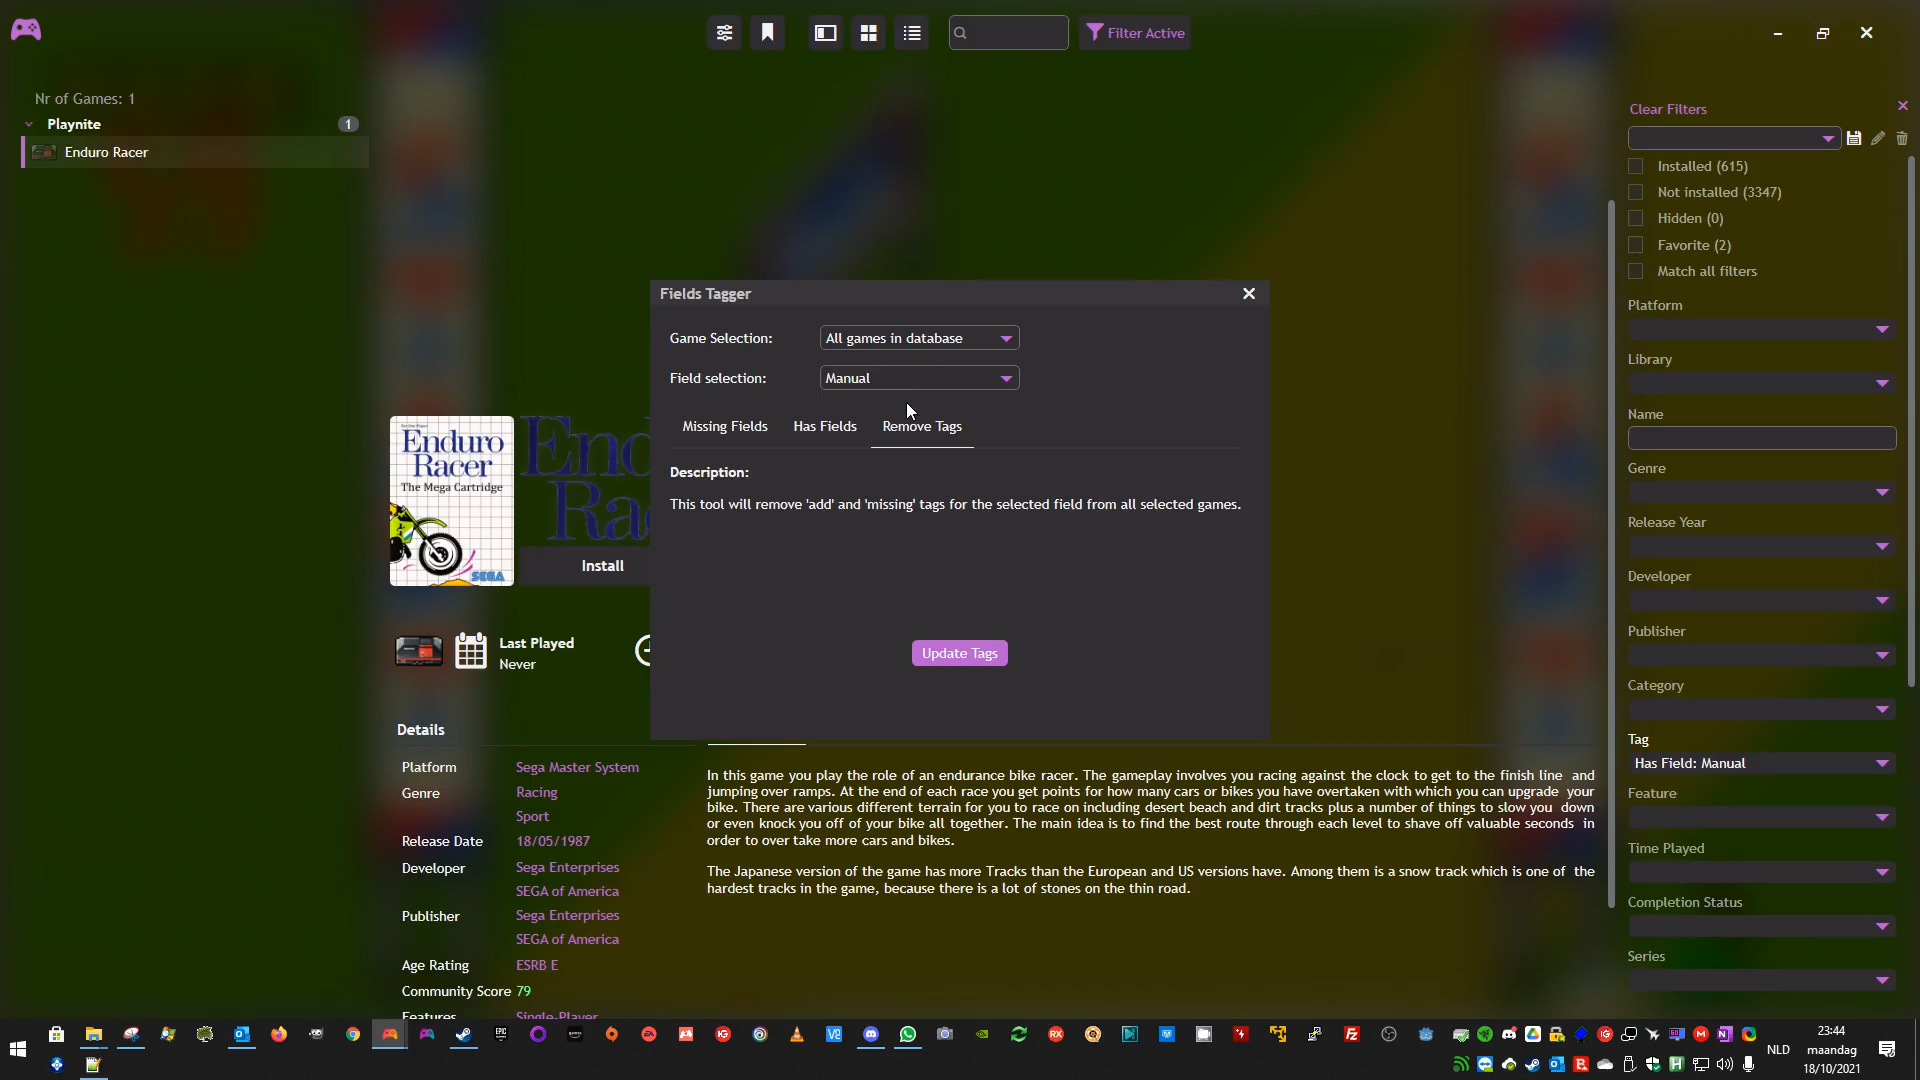 Filter Active
Nr of Games: 1
Playnite
1
Enduro Racer
Clear Filters
Installed (615)
Not installed (3347)
Hidden (0)
Favorite (2)
Match all filters
Platform
Library
Name
Genre
Release Year
Developer
Publisher
Category
Tag
Has Field: Manual
Feature
Time Played
Completion Status
Series
Fields Tagger
Game Selection:
All games in database
Field selection:
Manual
Missing Fields
Has Fields
Remove Tags
Description:
This tool will remove 'add' and 'missing' tags for the selected field from all selected games.
Update Tags
Enduro
Racer
The Mega Cartridge
SEGA
Install
Last Played
Never
Details
Platform
Sega Master System
Genre
Racing
Sport
Release Date
18/05/1987
Developer
Sega Enterprises
SEGA of America
Publisher
Sega Enterprises
SEGA of America
Age Rating
ESRB E
Community Score
79
Features
Single-Player
In this game you play the role of an endurance bike racer. The gameplay involves you racing against the clock to get to the finish line and
jumping over ramps. At the end of each race you get points for how many cars or bikes you have overtaken with which you can upgrade your
bike. There are various different terrain for you to race on including desert beach and dirt tracks plus a number of things to slow you down
or even knock you off of your bike all together. The main idea is to find the best route through each level to shave off valuable seconds in
order to over take more cars and bikes.
The Japanese version of the game has more Tracks than the European and US versions have. Among them is a snow track which is one of the
hardest tracks in the game, because there is a lot of stones on the thin road.
NLD
23:44
maandag
18/10/2021